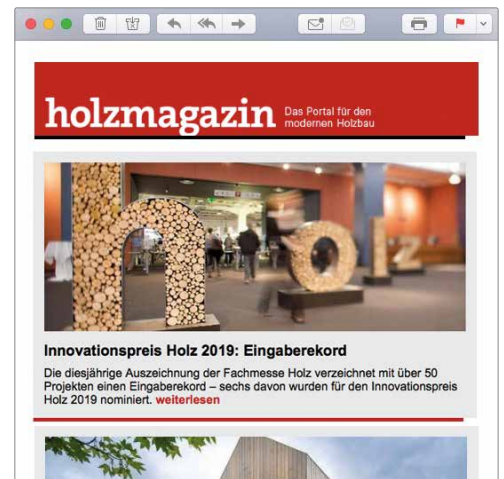 holzmagazin
Das Portal für den
modernen Holzbau
h o l z
Innovationspreis Holz 2019: Eingaberekord
Die diesjährige Auszeichnung der Fachmesse Holz verzeichnet mit über 50
Projekten einen Eingaberekord – sechs davon wurden für den Innovationspreis
Holz 2019 nominiert. weiterlesen